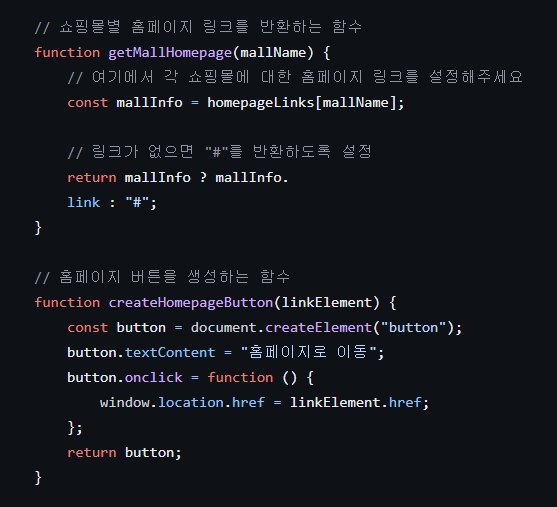 // 쇼핑몰별 홈페이지 링크를 반환하는 함수
function getMallHomepage(mallName) {
// 여기에서 각 쇼핑몰에 대한 홈페이지 링크를 설정해주세요
const mallInfo = homepageLinks[mallName];
// 링크가 없으면 "#"를 반환하도록 설정
return mallInfo ? mallInfo.
link : "#";
}
// 홈페이지 버튼을 생성하는 함수
function createHomepageButton(linkElement) {
const button = document.createElement("button");
button.textContent = "홈페이지로 이동";
button.onclick = function () {
window.location.href = linkElement.href;
};
return button;
}